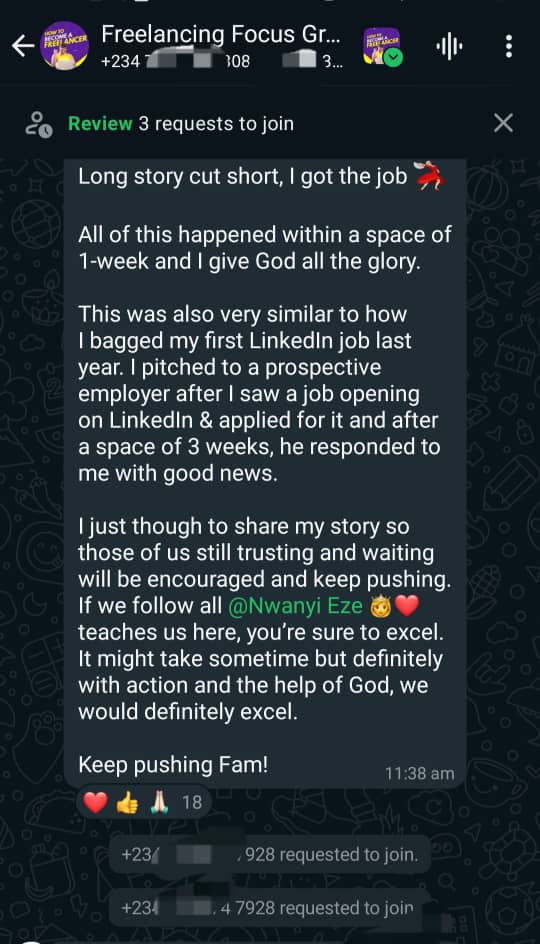 Freelancing Focus Gr...
+234 308 3...
Review 3 requests to join
Long story cut short, I got the job 💃
All of this happened within a space of
1-week and I give God all the glory.
This was also very similar to how
I bagged my first LinkedIn job last
year. I pitched to a prospective
employer after I saw a job opening
on LinkedIn & applied for it and after
a space of 3 weeks, he responded to
me with good news.
I just though to share my story so
those of us still trusting and waiting
will be encouraged and keep pushing.
If we follow all @Nwanyi Eze 👸❤️
teaches us here, you’re sure to excel.
It might take sometime but definitely
with action and the help of God, we
would definitely excel.
Keep pushing Fam!
11:38 am
❤️ 👍 🙏🏻 18
+234 928 requested to join.
+234 4 7928 requested to join